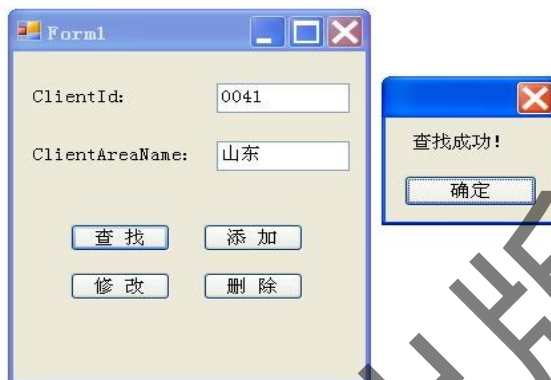 Form1
ClientId: 0041
ClientAreaName: 山东
查 找 添 加
修 改 删 除
查找成功!
确定
版